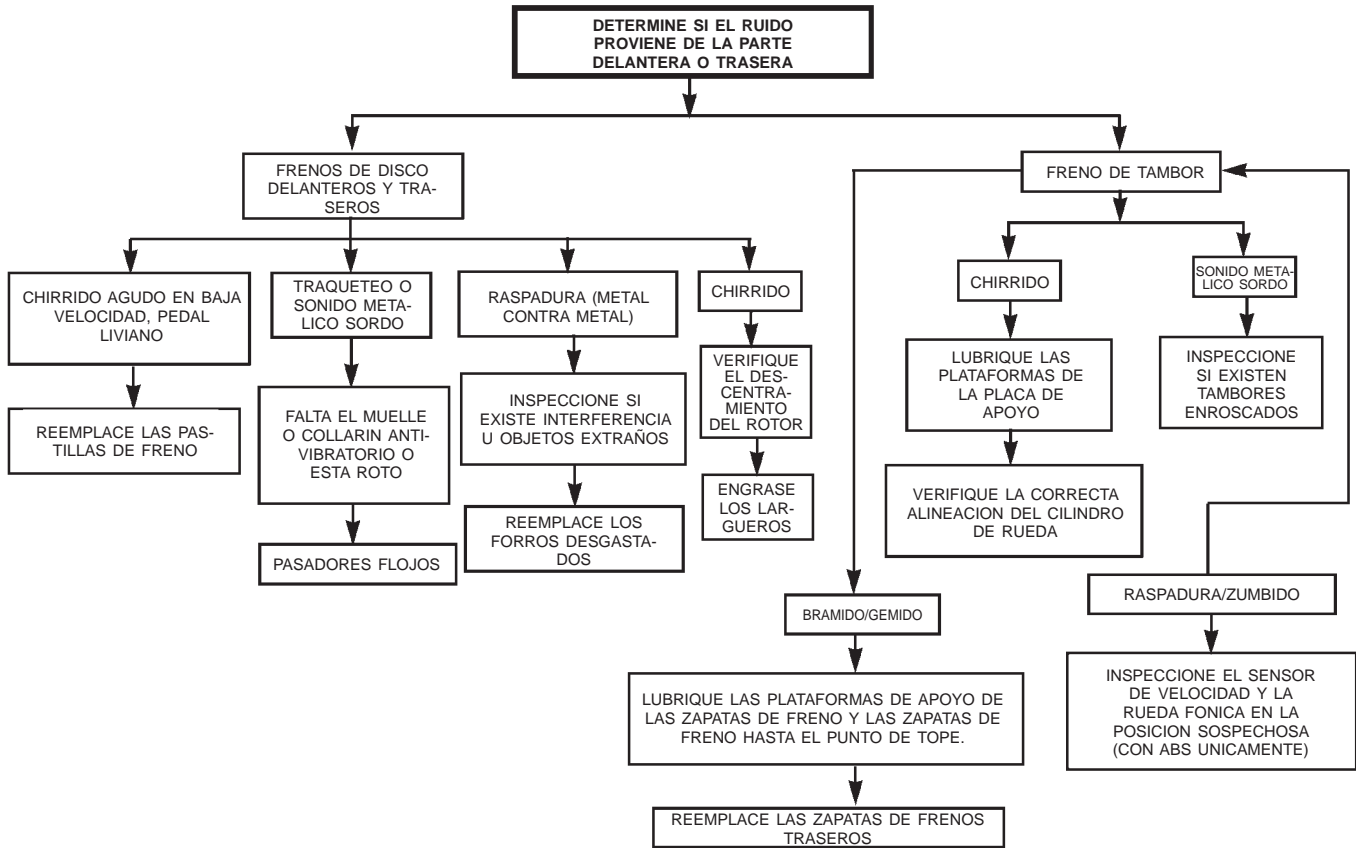 DETERMINE SI EL RUIDO
PROVIENE DE LA PARTE
DELANTERA O TRASERA
FRENOS DE DISCO
DELANTEROS Y TRA-
SEROS
FRENO DE TAMBOR
CHIRRIDO AGUDO EN BAJA
VELOCIDAD, PEDAL
LIVIANO
TRAQUETEO O
SONIDO META-
LICO SORDO
RASPADURA (METAL
CONTRA METAL)
CHIRRIDO
CHIRRIDO
SONIDO META-
LICO SORDO
REEMPLACE LAS PAS-
TILLAS DE FRENO
FALTA EL MUELLE
O COLLARIN ANTI-
VIBRATORIO O
ESTA ROTO
INSPECCIONE SI
EXISTE INTERFERENCIA
U OBJETOS EXTRAÑOS
VERIFIQUE
EL DES-
CENTRA-
MIENTO
DEL ROTOR
LUBRIQUE LAS
PLATAFORMAS DE
LA PLACA DE
APOYO
INSPECCIONE
SI EXISTEN
TAMBORES
ENROSCADOS
PASADORES FLOJOS
REEMPLACE LOS
FORROS DESGASTA-
DOS
ENGRASE
LOS LAR-
GUEROS
VERIFIQUE LA CORRECTA
ALINEACION DEL CILINDRO
DE RUEDA
BRAMIDO/GEMIDO
RASPADURA/ZUMBIDO
LUBRIQUE LAS PLATAFORMAS DE APOYO DE
LAS ZAPATAS DE FRENO Y LAS ZAPATAS DE
FRENO HASTA EL PUNTO DE TOPE.
INSPECCIONE EL SENSOR
DE VELOCIDAD Y LA
RUEDA FONICA EN LA
POSICION SOSPECHOSA
(CON ABS UNICAMENTE)
REEMPLACE LAS ZAPATAS DE FRENOS
TRASEROS